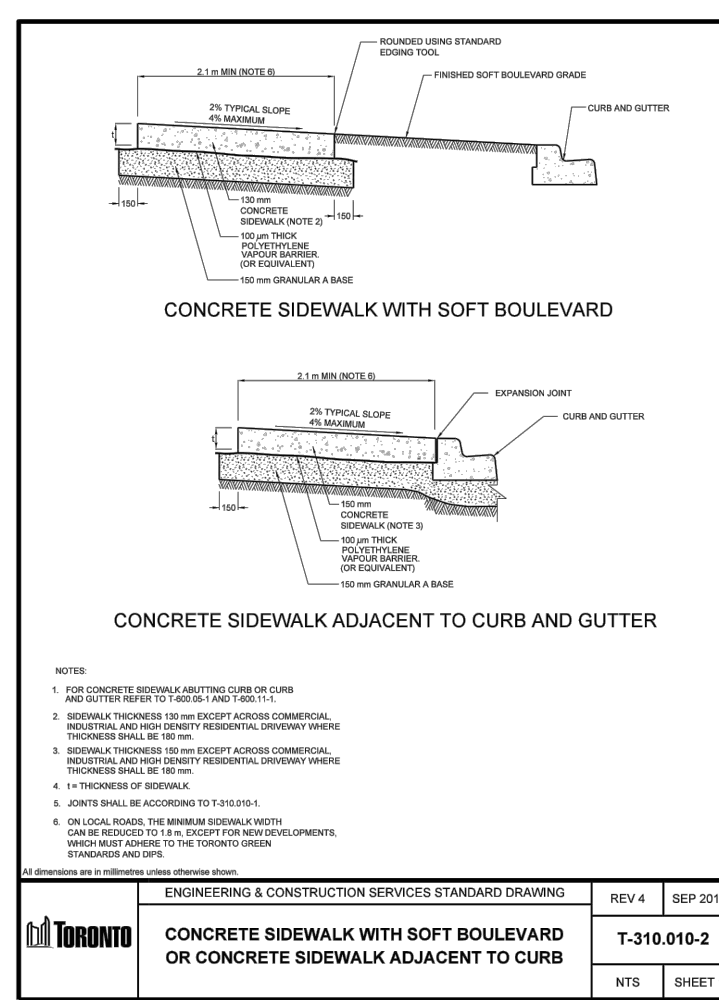 ROUNDED USING STANDARD
EDGING TOOL
2.1 m MIN (NOTE 6)
FINISHED SOFT BOULEVARD GRADE
2% TYPICAL SLOPE
4% MAXIMUM
CURB AND GUTTER
t
150
130 mm
CONCRETE
SIDEWALK (NOTE 2)
150
100 µm THICK
POLYETHYLENE
VAPOUR BARRIER.
(OR EQUIVALENT)
150 mm GRANULAR A BASE
CONCRETE SIDEWALK WITH SOFT BOULEVARD
2.1 m MIN (NOTE 6)
EXPANSION JOINT
2% TYPICAL SLOPE
4% MAXIMUM
CURB AND GUTTER
t
150
150 mm
CONCRETE
SIDEWALK (NOTE 3)
100 µm THICK
POLYETHYLENE
VAPOUR BARRIER.
(OR EQUIVALENT)
150 mm GRANULAR A BASE
CONCRETE SIDEWALK ADJACENT TO CURB AND GUTTER
NOTES:
1. FOR CONCRETE SIDEWALK ABUTTING CURB OR CURB
AND GUTTER REFER TO T-600.05-1 AND T-600.11-1.
2. SIDEWALK THICKNESS 130 mm EXCEPT ACROSS COMMERCIAL,
INDUSTRIAL AND HIGH DENSITY RESIDENTIAL DRIVEWAY WHERE
THICKNESS SHALL BE 180 mm.
3. SIDEWALK THICKNESS 150 mm EXCEPT ACROSS COMMERCIAL,
INDUSTRIAL AND HIGH DENSITY RESIDENTIAL DRIVEWAY WHERE
THICKNESS SHALL BE 180 mm.
4. t = THICKNESS OF SIDEWALK.
5. JOINTS SHALL BE ACCORDING TO T-310.010-1.
6. ON LOCAL ROADS, THE MINIMUM SIDEWALK WIDTH
CAN BE REDUCED TO 1.8 m, EXCEPT FOR NEW DEVELOPMENTS,
WHICH MUST ADHERE TO THE TORONTO GREEN
STANDARDS AND DIPS.
All dimensions are in millimetres unless otherwise shown.
TORONTO
ENGINEERING & CONSTRUCTION SERVICES STANDARD DRAWING
REV 4
SEP 201
CONCRETE SIDEWALK WITH SOFT BOULEVARD
OR CONCRETE SIDEWALK ADJACENT TO CURB
T-310.010-2
NTS
SHEET